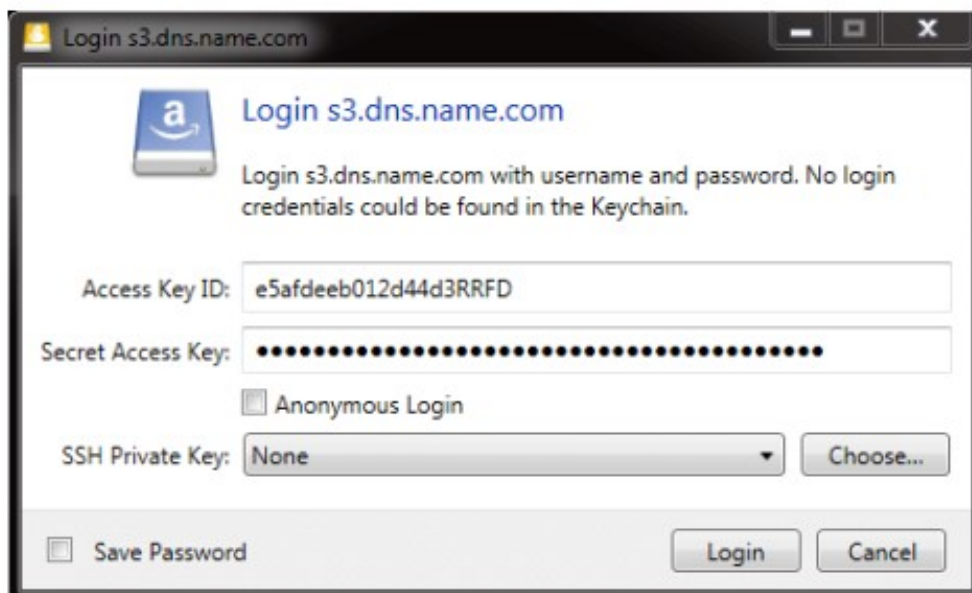 Login s3.dns.name.com
Login s3.dns.name.com
Login s3.dns.name.com with username and password. No login
credentials could be found in the Keychain.
Access Key ID: e5afdeeb012d44d3RRFD
Secret Access Key: ••••••••••••••••••••••••••••••••••••••••
Anonymous Login
SSH Private Key: None Choose...
Save Password Login Cancel